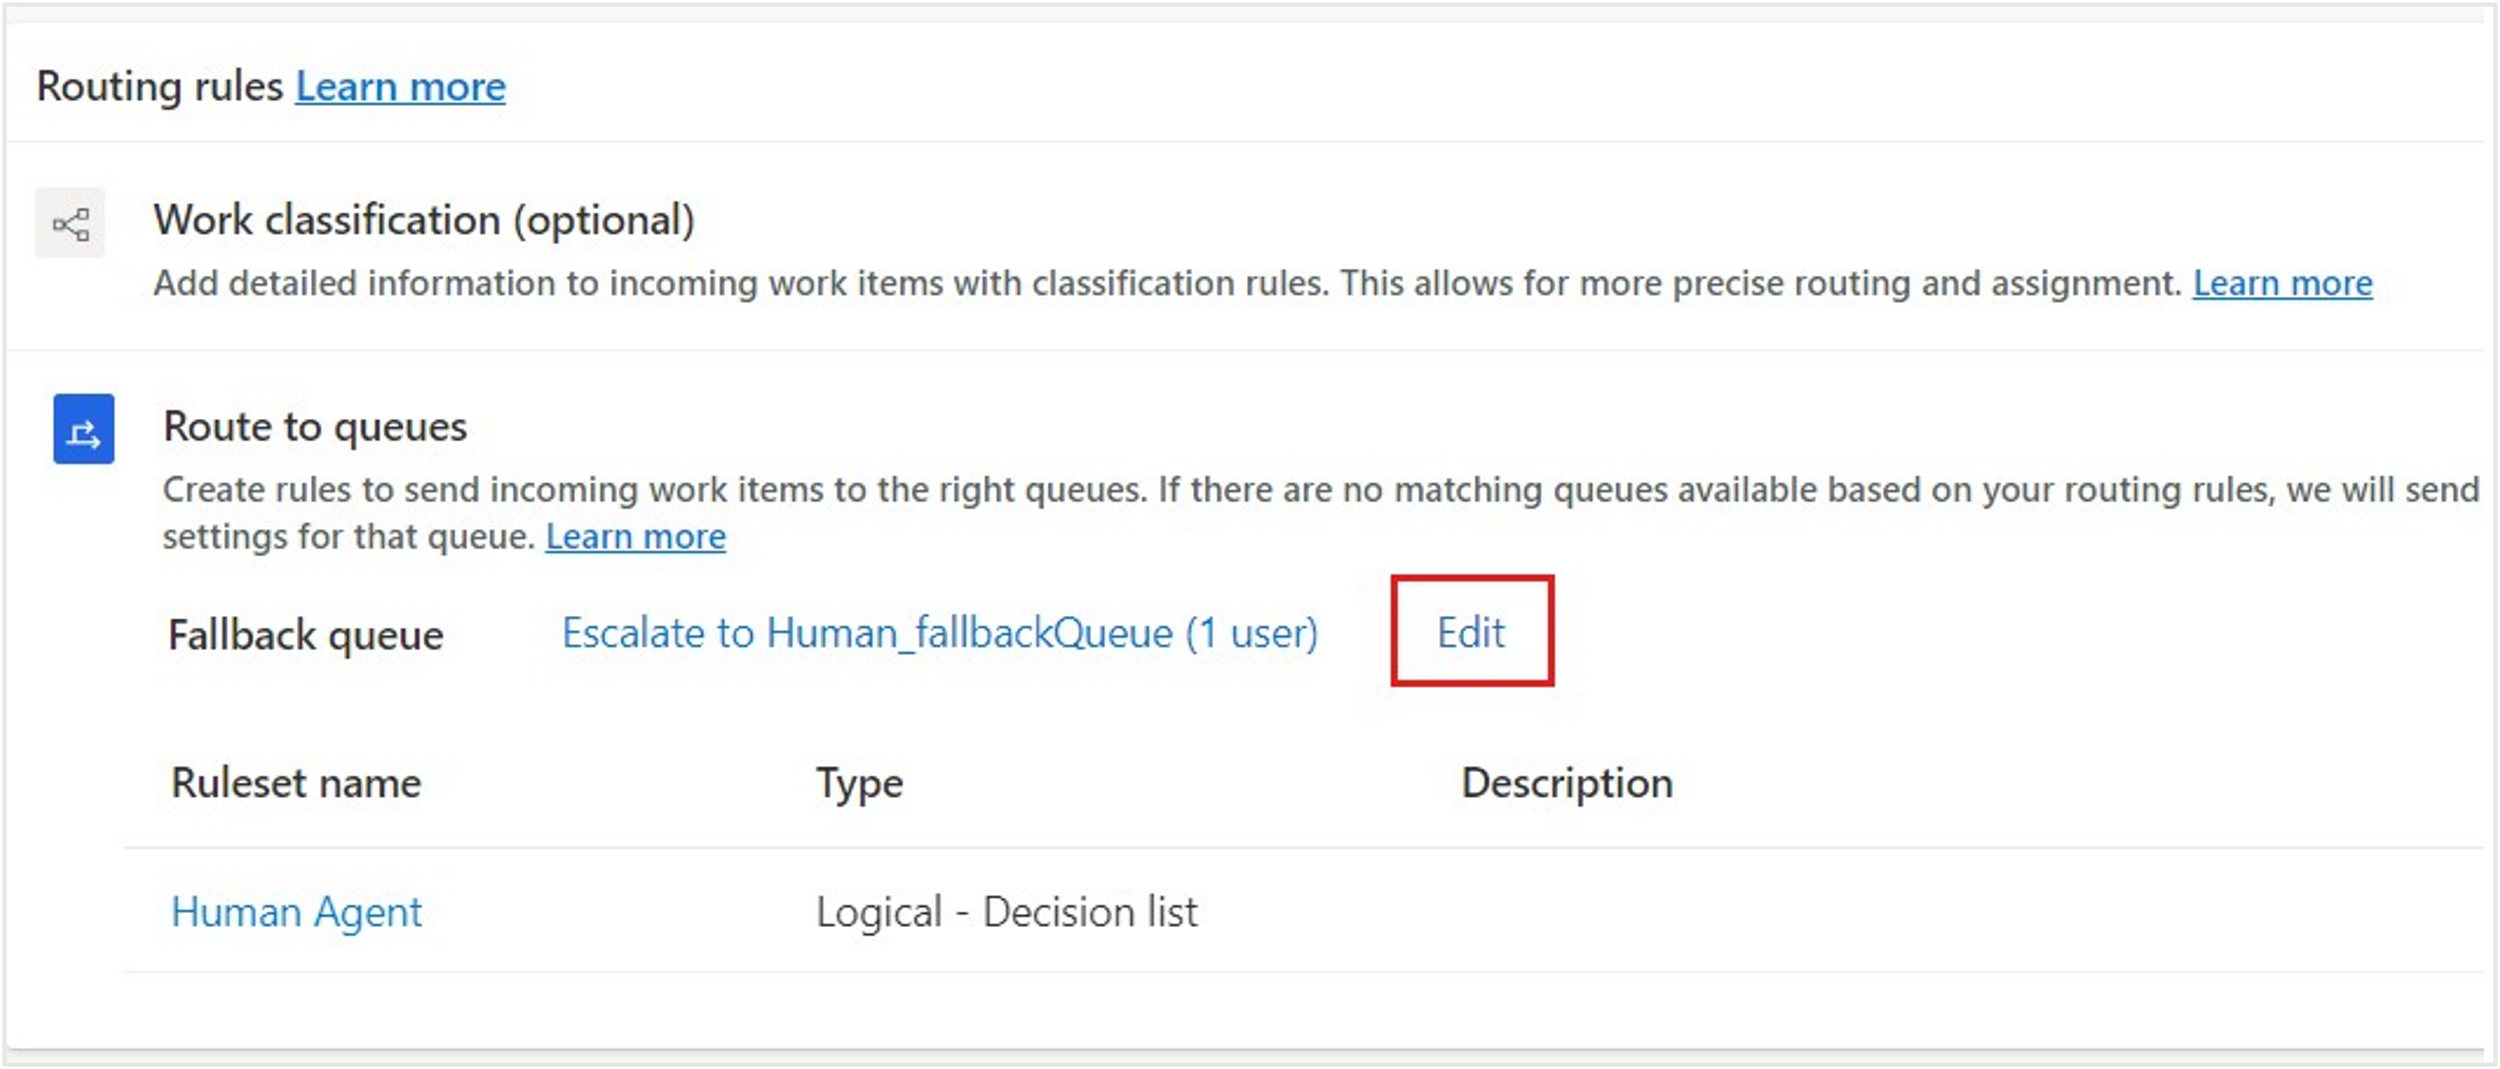 Routing rules Learn more
Work classification (optional)
Add detailed information to incoming work items with classification rules. This allows for more precise routing and assignment. Learn more
Route to queues
Create rules to send incoming work items to the right queues. If there are no matching queues available based on your routing rules, we will send
settings for that queue. Learn more
Fallback queue Escalate to Human_fallbackQueue (1 user) Edit
Ruleset name Type Description
Human Agent Logical - Decision list